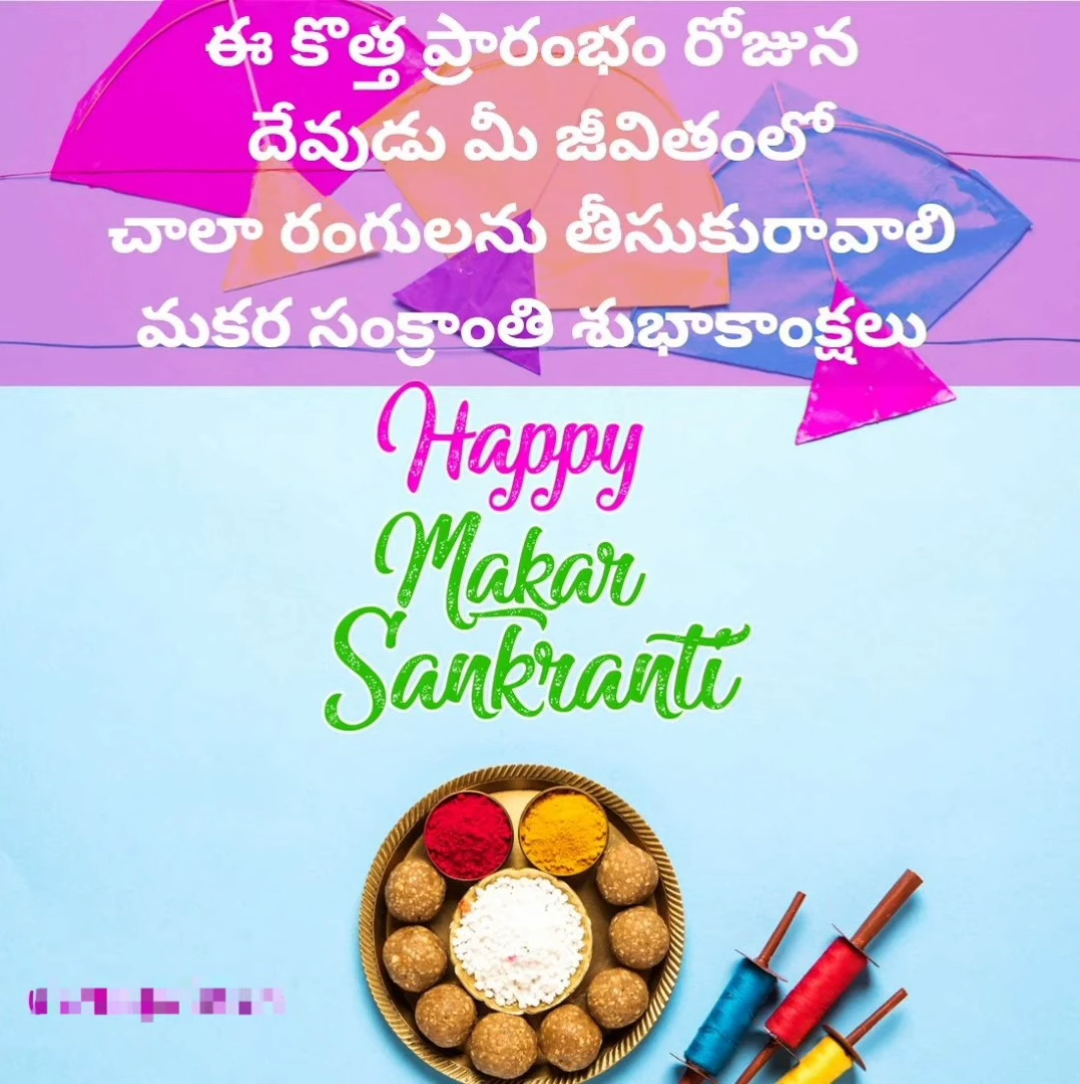 ఈ కొత్త ప్రారంభం రోజున
దేవుడు మీ జీవితంలో
చాలా రంగులను తీసుకురావాలి
మకర సంక్రాంతి శుభాకాంక్షలు
Happy
Makar
Sankranti